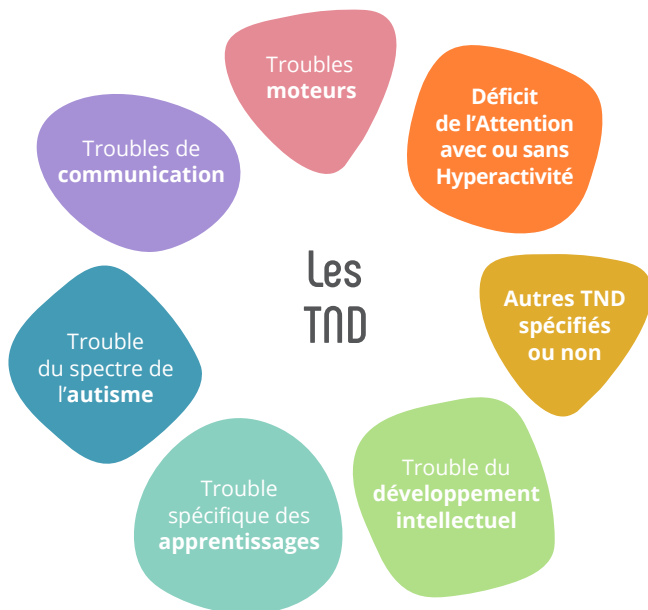 Troubles
moteurs
Déficit
de l’Attention
avec ou sans
Hyperactivité
Troubles de
communication
Les
TND
Autres TND
spécifiés
ou non
Trouble
du spectre de
l’autisme
Trouble du
développement
intellectuel
Trouble
spécifique des
apprentissages